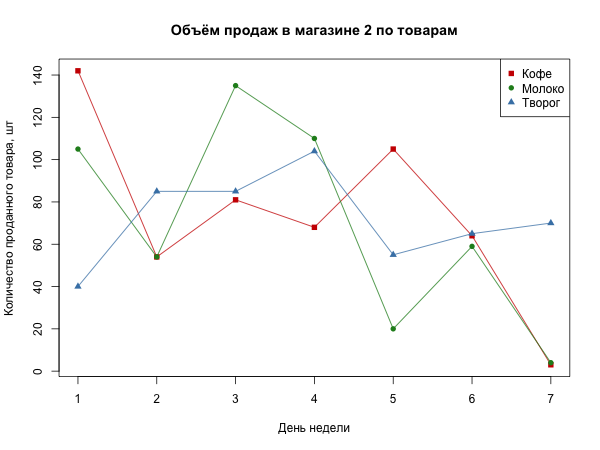 Объём продаж в магазине 2 по товарам
Количество проданного товара, шт
140
120
100
80
60
40
20
0
Кофе
Молоко
Творог
1 2 3 4 5 6 7
День недели